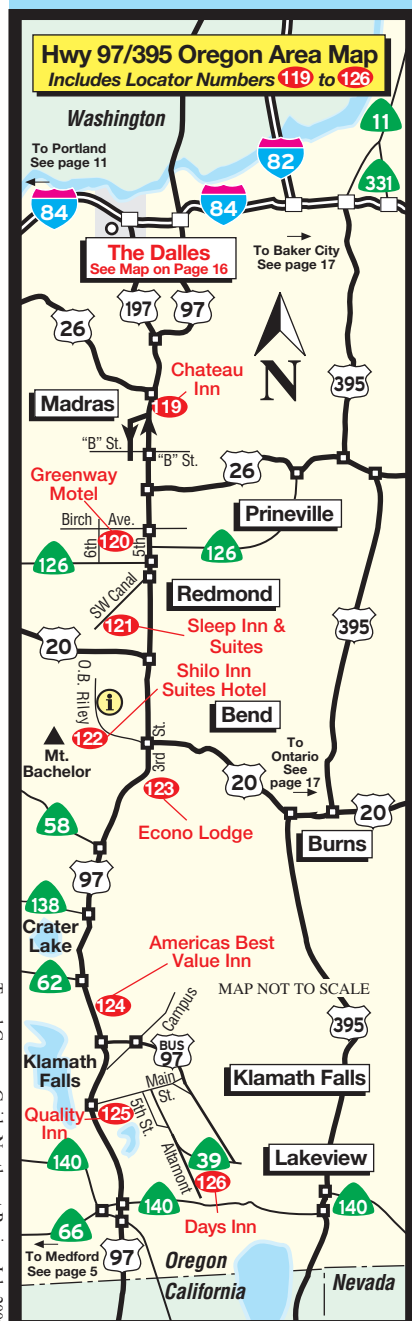 Hwy 97/395 Oregon Area Map
Includes Locator Numbers 119 to 126
Washington
11
To Portland
See page 11
82
331
84
84
The Dalles
See Map on Page 16
To Baker City
See page 17
197
97
26
N
395
Chateau
Inn
Madras
119
"B" St.
"B" St.
Greenway
Motel
26
Birch Ave.
Prineville
120
6th
5th
126
126
SW Canal
Redmond
395
121
Sleep Inn &
Suites
20
O.B. Riley
Shilo Inn
Suites Hotel
i
Bend
122
3rd St.
Mt.
Bachelor
To
Ontario
See
page 17
20
20
123
Econo Lodge
58
Burns
97
138
Crater
Lake
Americas Best
Value Inn
62
MAP NOT TO SCALE
124
Campus
395
BUS
97
Klamath
Falls
Main
St.
Klamath Falls
Quality
Inn
125
5th St.
Altamont
39
Lakeview
140
126
140
140
66
Days Inn
To Medford
See page 5
97
Oregon
California
Nevada